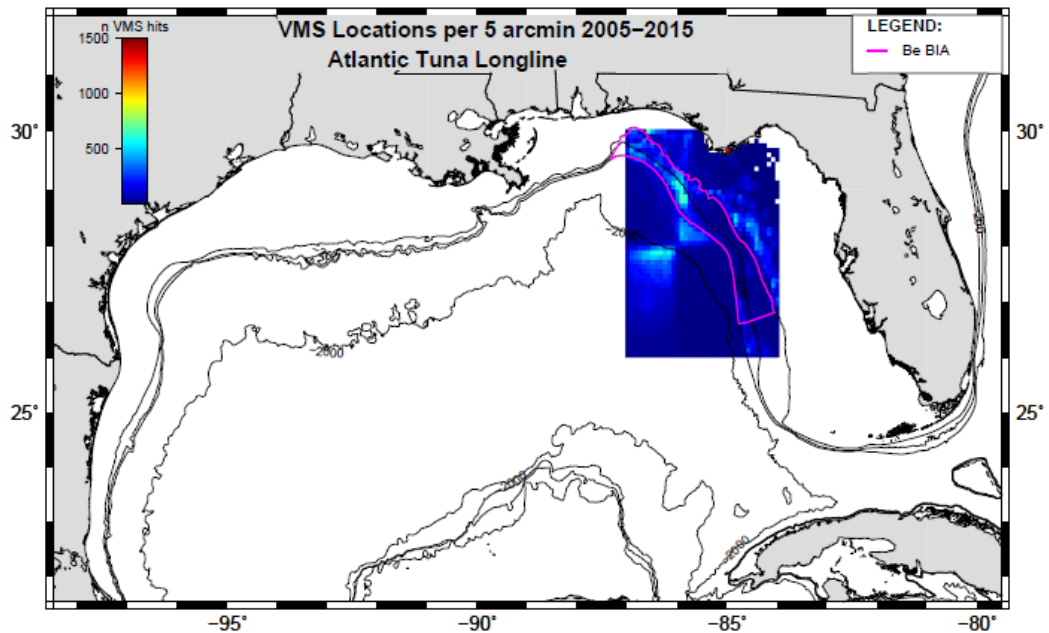 n VMS hits
1500
1000
500
VMS Locations per 5 arcmin 2005−2015
Atlantic Tuna Longline
LEGEND:
Be BIA
30°
30°
25°
25°
−2000
−2000
−2000
−95°
−90°
−85°
−80°